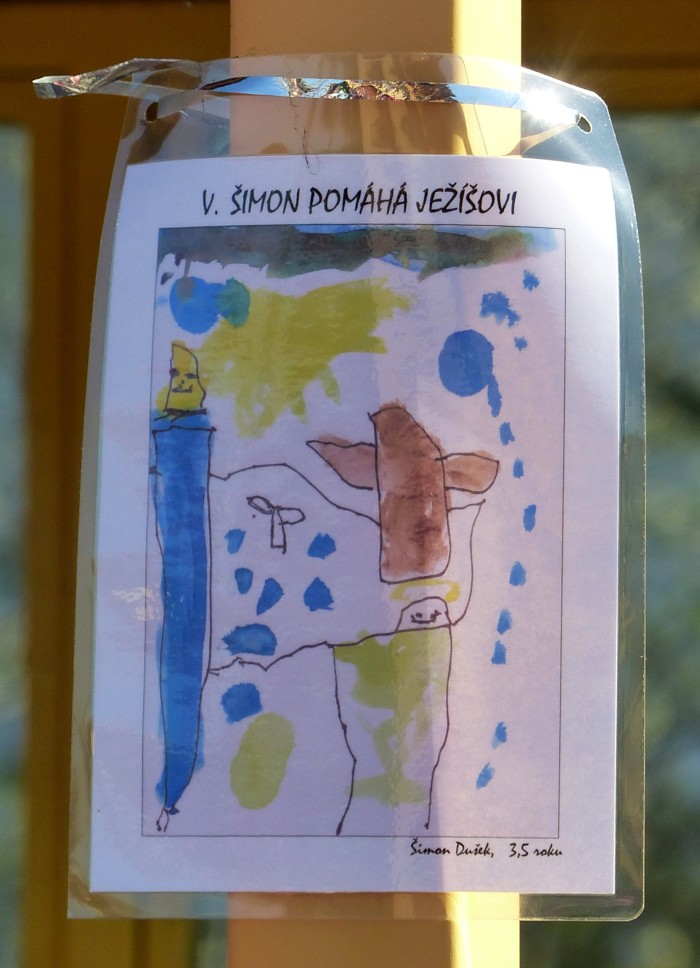 V. ŠIMON POMÁHÁ JEŽÍŠOVI
Šimon Dušek, 3,5 roku